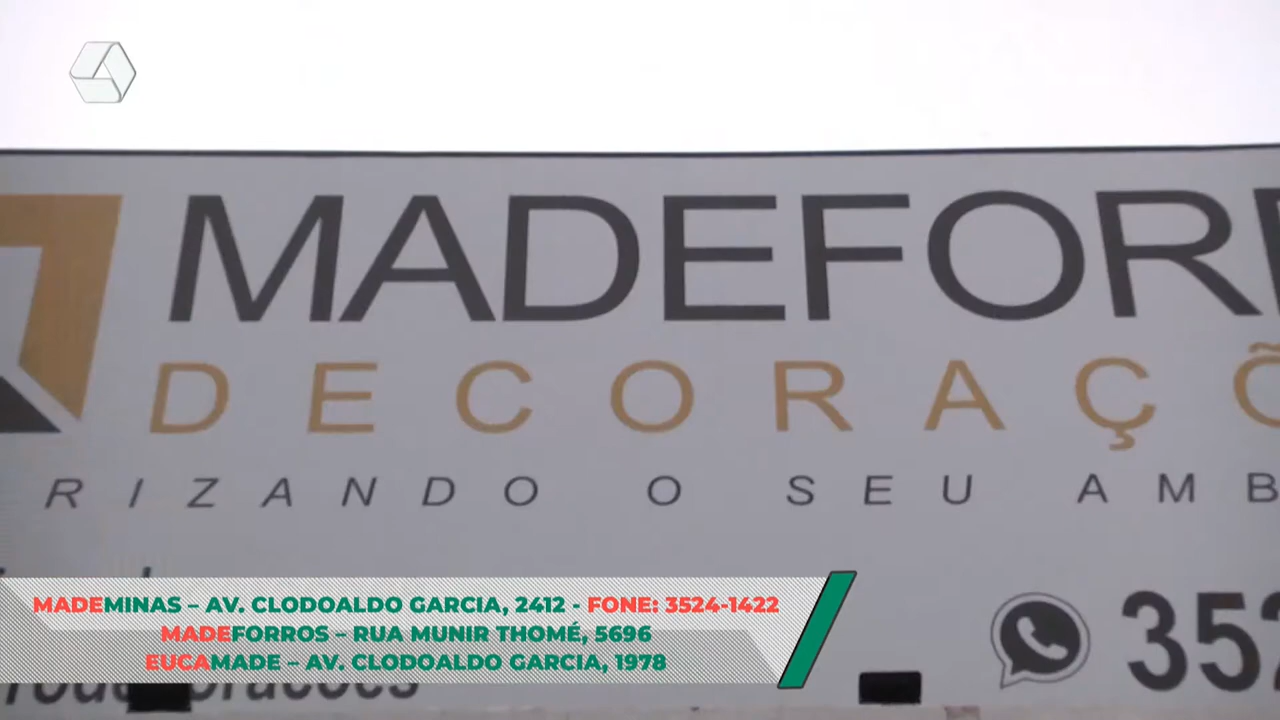 MADEFOR
DECORAÇÕ
RIZANDO O SEU AMB
352
MADEMINAS – AV. CLODOALDO GARCIA, 2412 - FONE: 3524-1422
MADEFORROS – RUA MUNIR THOMÉ, 5696
EUCAMADE – AV. CLODOALDO GARCIA, 1978